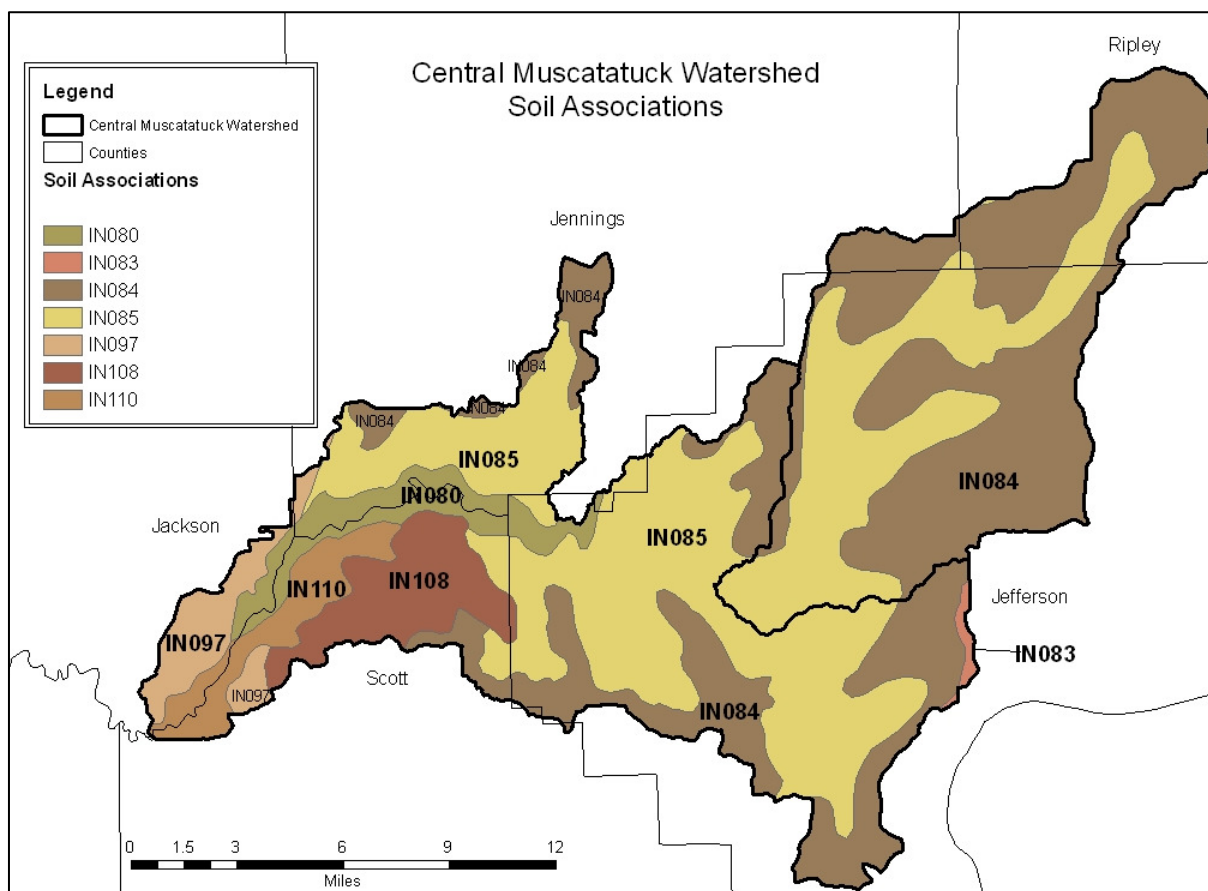 Central Muscatatuck Watershed
Soil Associations
Legend
Central Muscatatuck Watershed
Counties
Soil Associations
IN080
IN083
IN084
IN085
IN097
IN108
IN110
Ripley
Jennings
IN084
IN084
IN084
IN084
IN085
IN080
IN084
IN085
Jackson
IN110
IN108
IN097
IN097
Scott
Jefferson
IN083
IN084
0 1.5 3 6 9 12
Miles